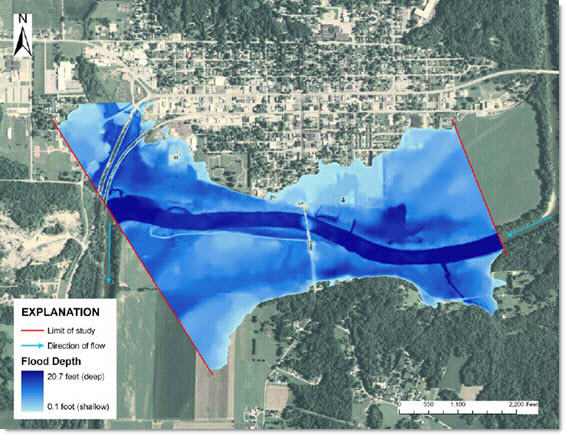 N
EXPLANATION
Limit of study
Direction of flow
Flood Depth
20.7 feet (deep)
0.1 foot (shallow)
0 550 1,100 2,200 Feet